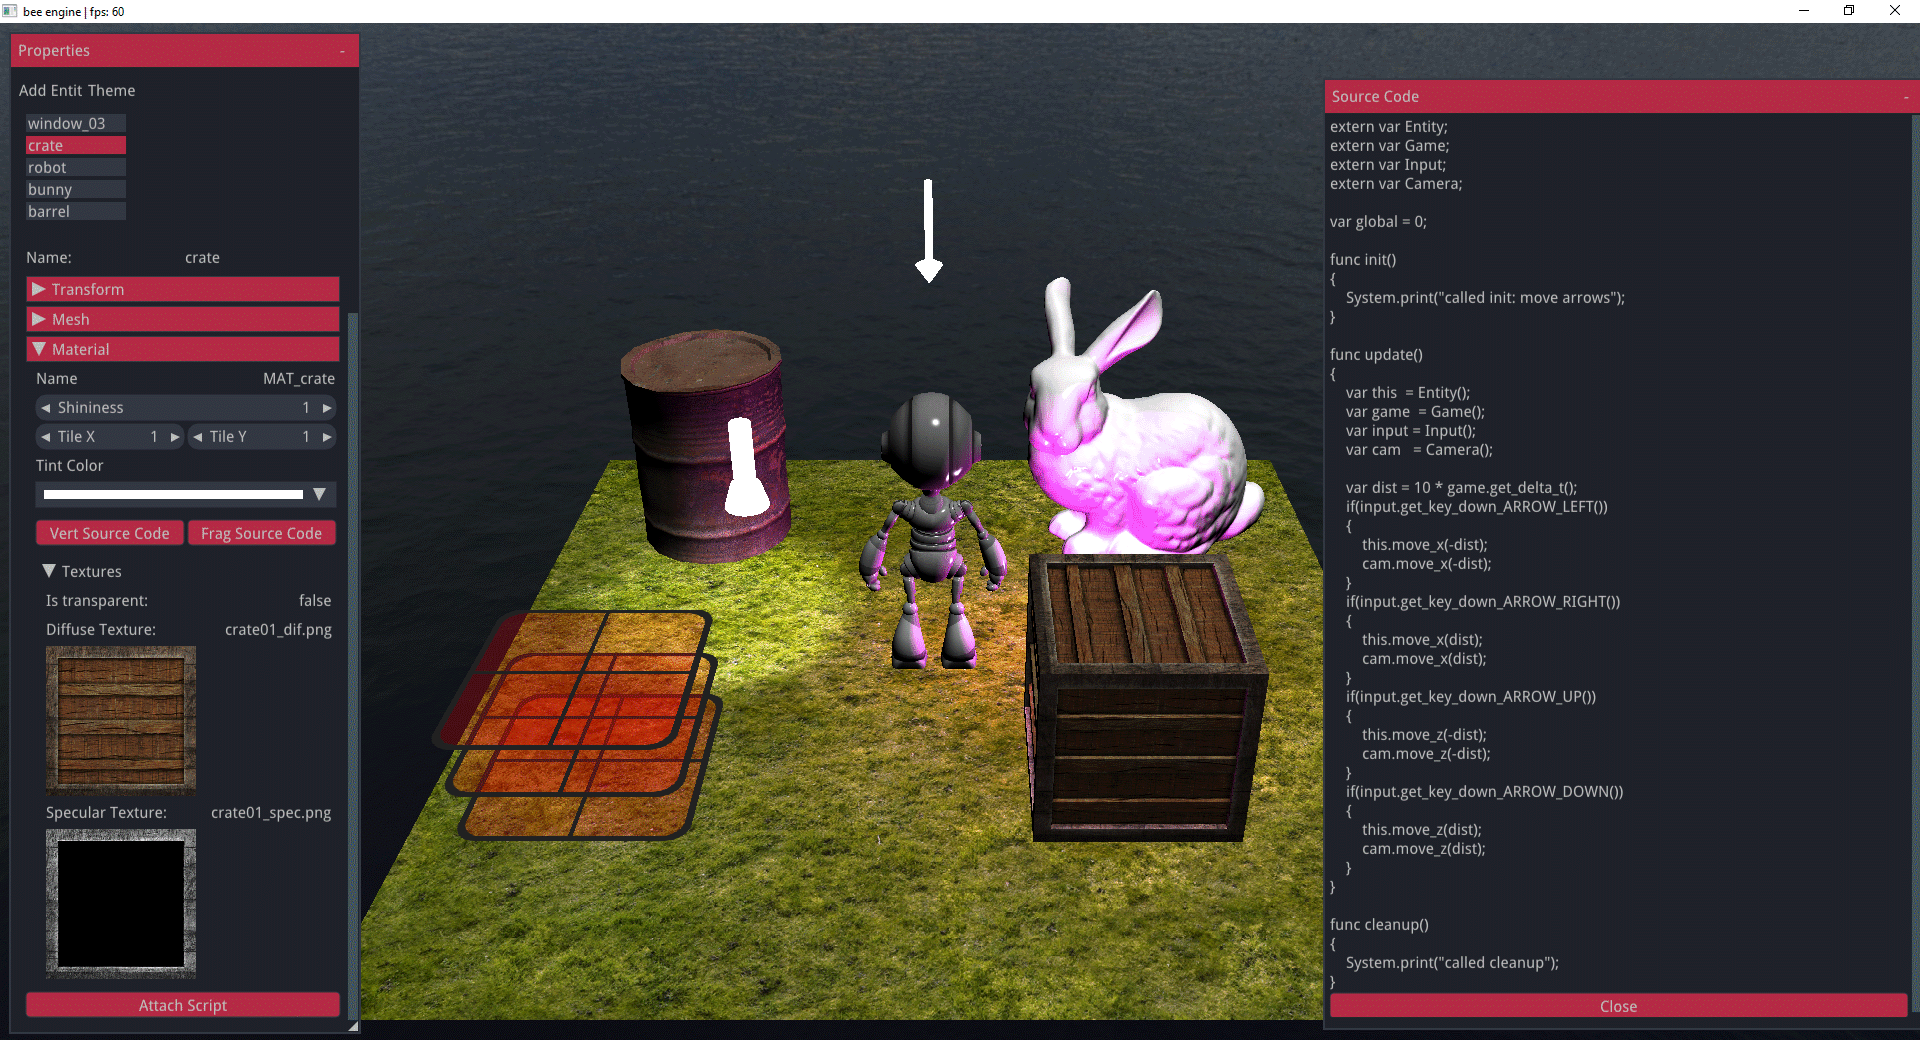 bee engine | fps: 60
Properties -
Add Entit Theme
window_03
crate
robot
bunny
barrel
Name: crate
Transform
Mesh
Material
Name MAT_crate
Shininess 1
Tile X 1 Tile Y 1
Tint Color
Vert Source Code Frag Source Code
Textures
Is transparent: false
Diffuse Texture: crate01_dif.png
Specular Texture: crate01_spec.png
Attach Script
Source Code -
extern var Entity;
extern var Game;
extern var Input;
extern var Camera;
var global = 0;
func init()
{
System.print("called init: move arrows");
}
func update()
{
var this  = Entity();
var game  = Game();
var input = Input();
var cam   = Camera();
var dist = 10 * game.get_delta_t();
if(input.get_key_down_ARROW_LEFT())
{
this.move_x(-dist);
cam.move_x(-dist);
}
if(input.get_key_down_ARROW_RIGHT())
{
this.move_x(dist);
cam.move_x(dist);
}
if(input.get_key_down_ARROW_UP())
{
this.move_z(-dist);
cam.move_z(-dist);
}
if(input.get_key_down_ARROW_DOWN())
{
this.move_z(dist);
cam.move_z(dist);
}
}
func cleanup()
{
System.print("called cleanup");
}
Close